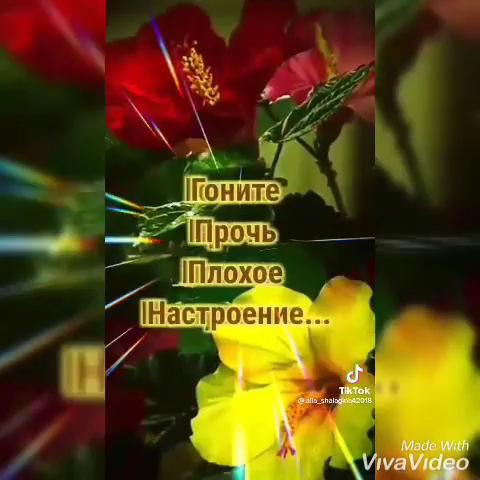 Гоните
Прочь
Плохое
Настроение...
TikTok
Made With
VivaVideo